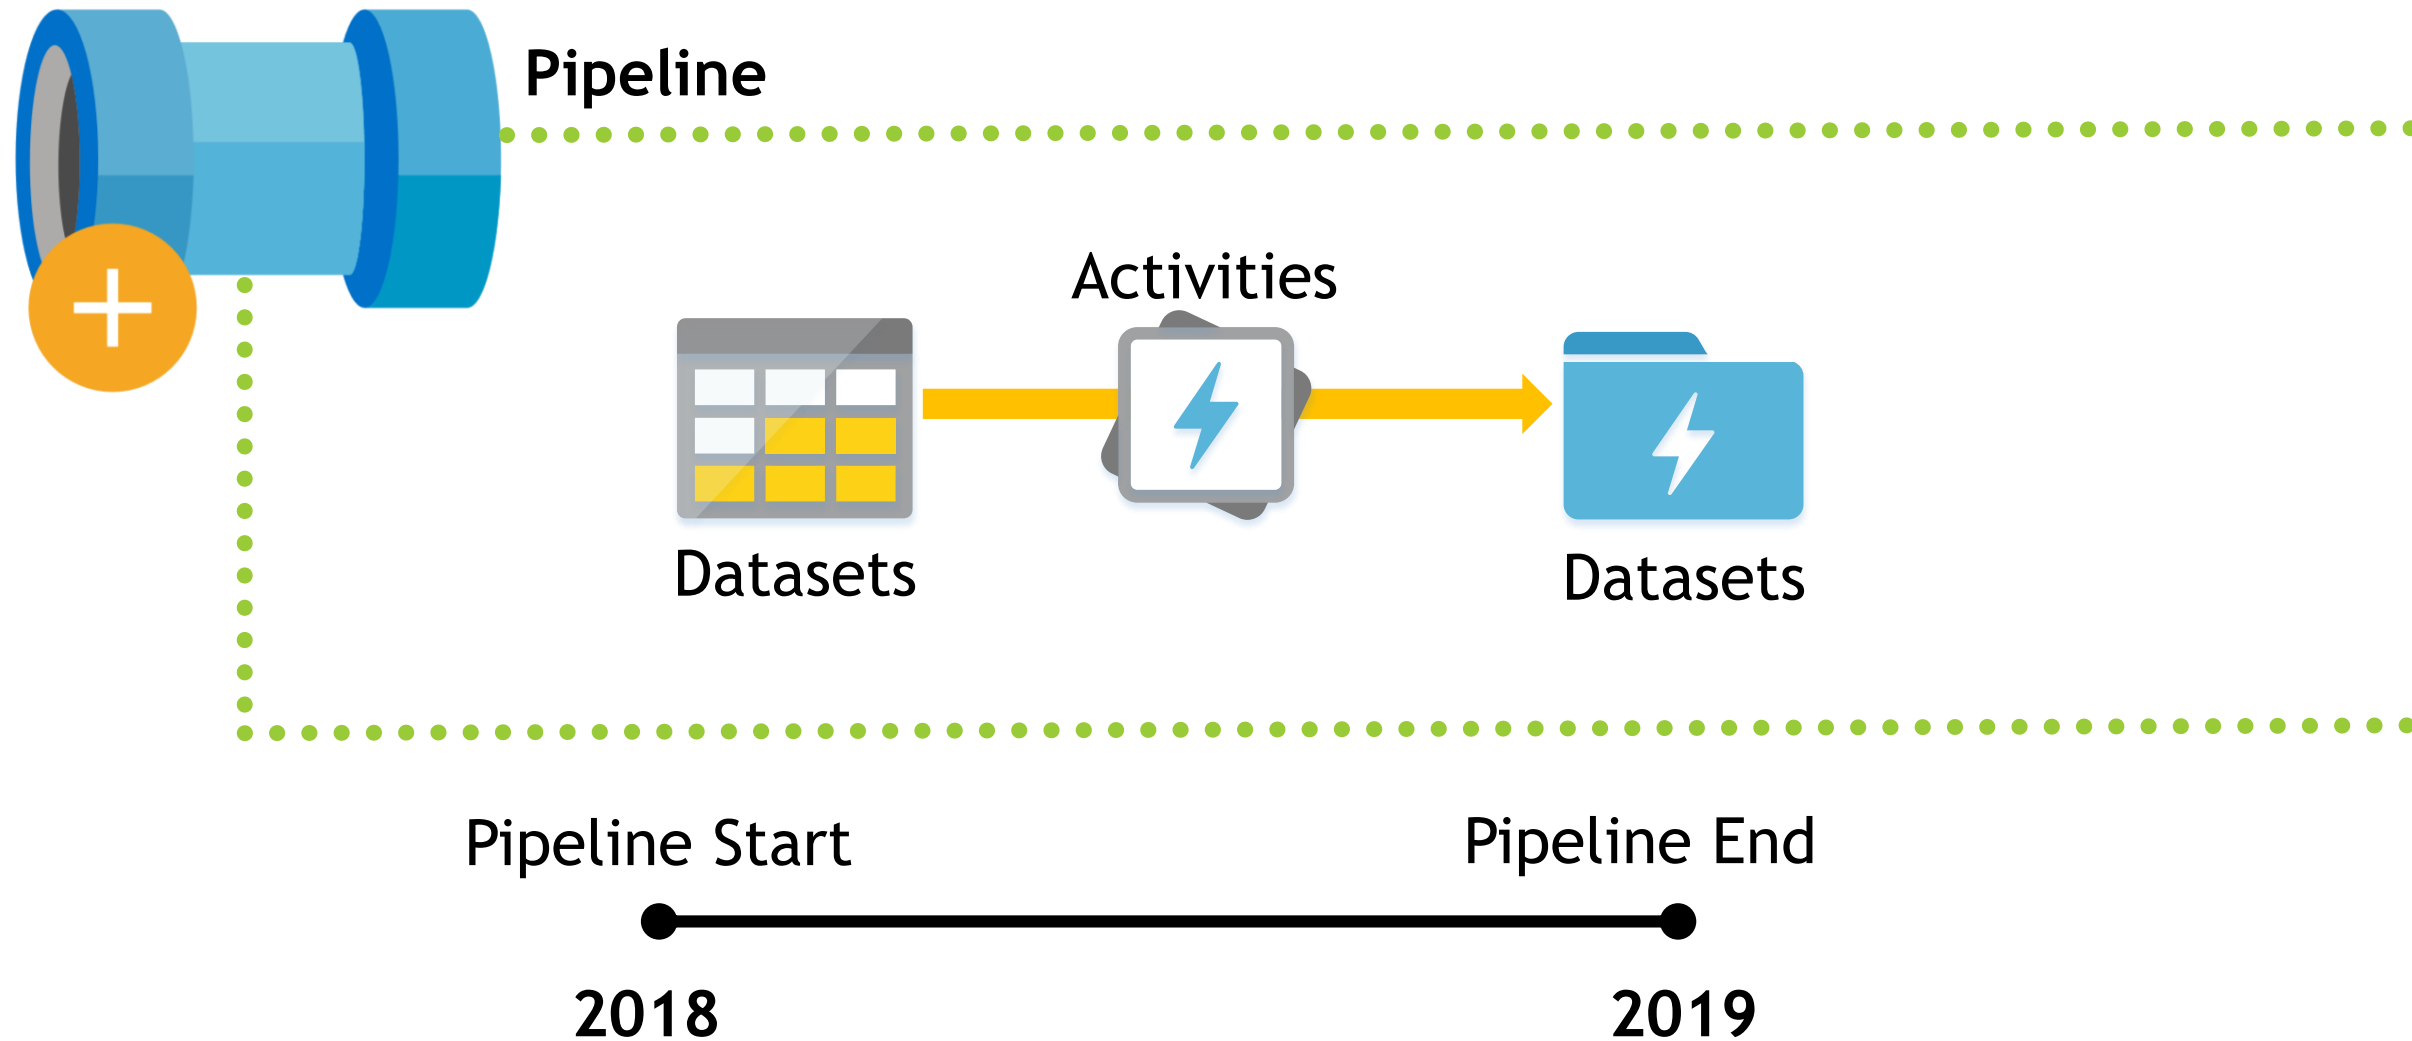 Pipeline
Activities
Datasets
Datasets
Pipeline Start
Pipeline End
2018
2019